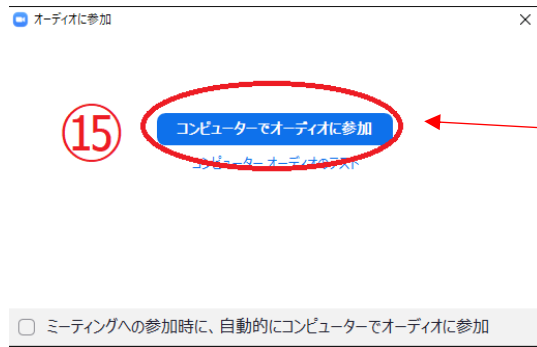 オーディオに参加
⑮
コンピューターでオーディオに参加
コンピューター オーディオのテスト
ミーティングへの参加時に、自動的にコンピューターでオーディオに参加